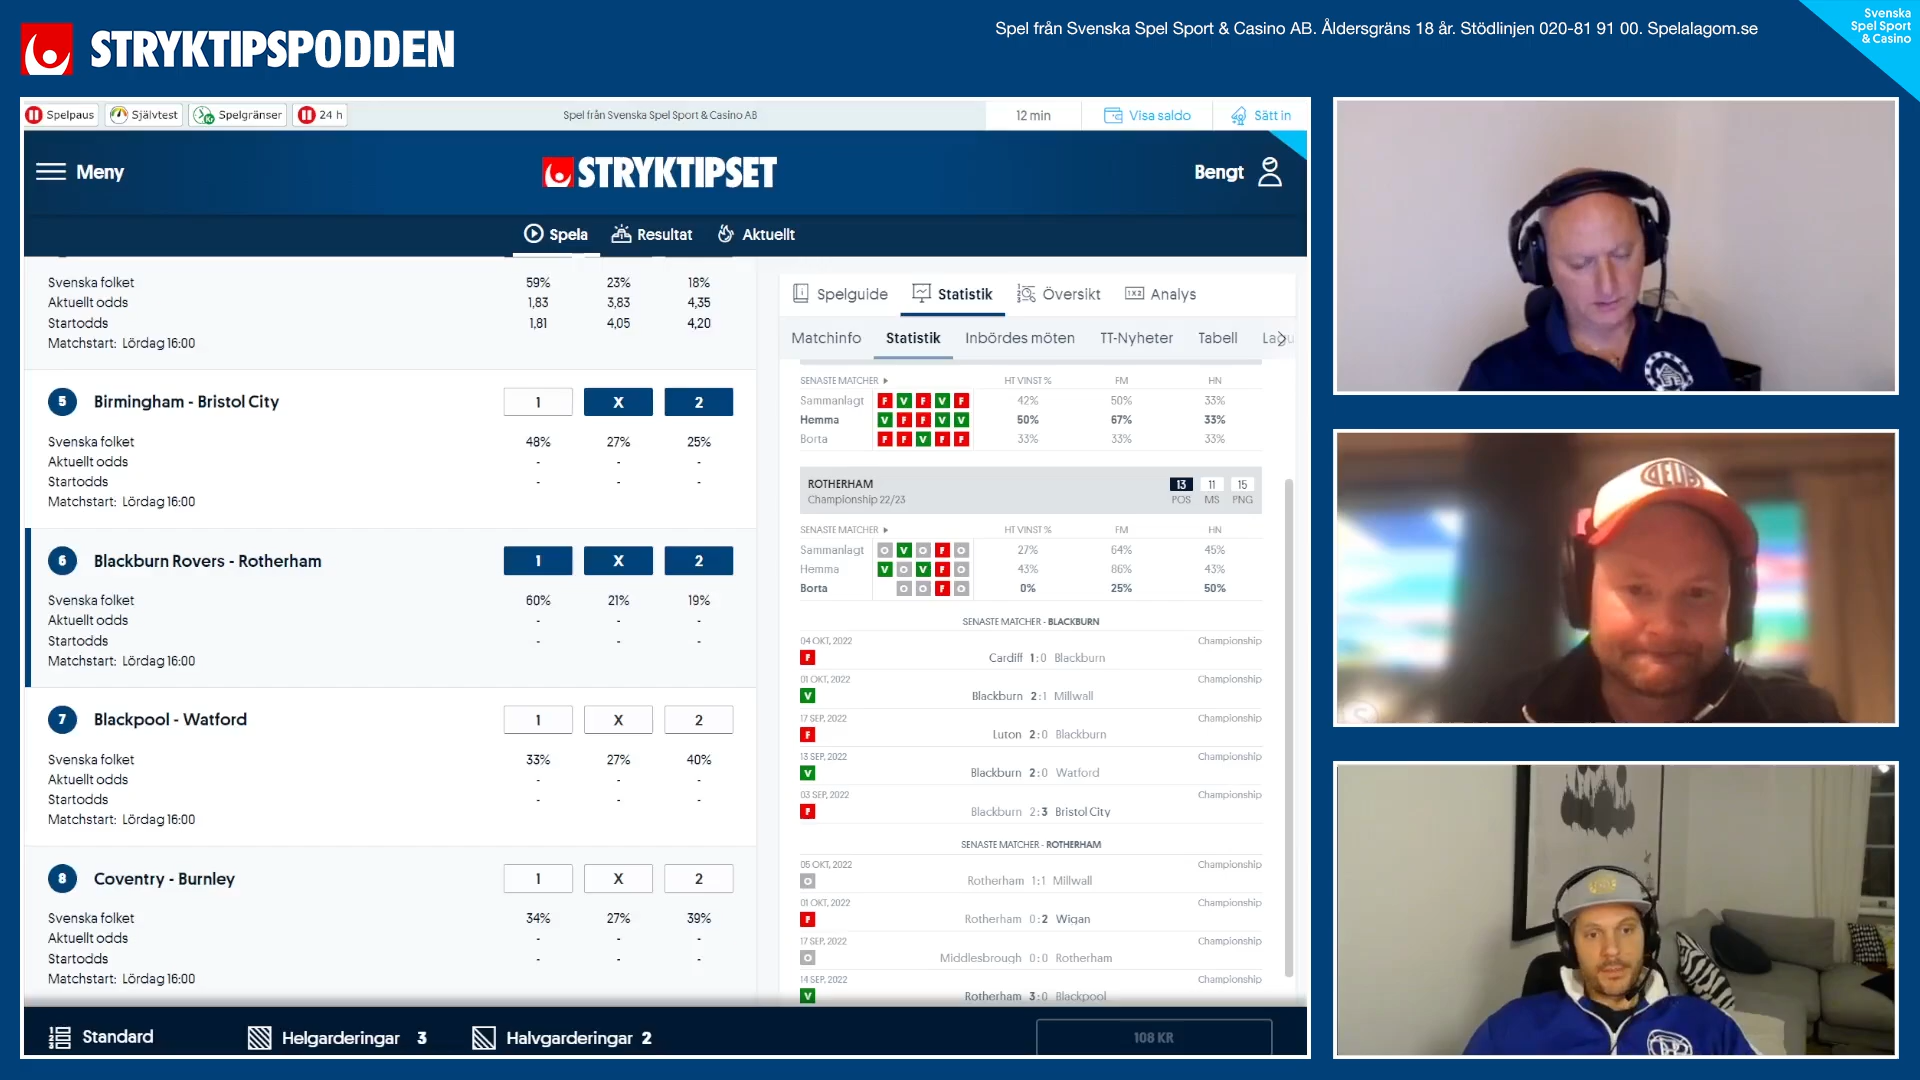 STRYKTIPSPODDEN
Spel från Svenska Spel Sport & Casino AB. Åldersgräns 18 år. Stödlinjen 020-81 91 00. Spelalagom.se
Svenska
Spel Sport
& Casino
Spelpaus
Självtest
Spelgränser
24 h
Spel från Svenska Spel Sport & Casino AB
12 min
Visa saldo
Sätt in
Meny
STRYKTIPSET
Bengt
Spela
Resultat
Aktuellt
Svenska folket 59% 23% 18%
Aktuellt odds 1,83 3,83 4,35
Startodds 1,81 4,05 4,20
Matchstart: Lördag 16:00
5 Birmingham - Bristol City 1 X 2
Svenska folket 48% 27% 25%
Aktuellt odds - - -
Startodds - - -
Matchstart: Lördag 16:00
6 Blackburn Rovers - Rotherham 1 X 2
Svenska folket 60% 21% 19%
Aktuellt odds - - -
Startodds - - -
Matchstart: Lördag 16:00
7 Blackpool - Watford 1 X 2
Svenska folket 33% 27% 40%
Aktuellt odds - - -
Startodds - - -
Matchstart: Lördag 16:00
8 Coventry - Burnley 1 X 2
Svenska folket 34% 27% 39%
Aktuellt odds - - -
Startodds - - -
Matchstart: Lördag 16:00
Spelguide Statistik Översikt 1X2 Analys
Matchinfo Statistik Inbördes möten TT-Nyheter Tabell
SENASTE MATCHER HT VINST % FM HN
Sammanlagt F V F V F 42% 50% 33%
Hemma V F F V V 50% 67% 33%
Borta F F V F F 33% 33% 33%
ROTHERHAM 13 11 15
Championship 22/23 POS MS PNG
SENASTE MATCHER HT VINST % FM HN
Sammanlagt O V O F O 27% 64% 45%
Hemma V O V F O 43% 86% 43%
Borta O O F O 0% 25% 50%
SENASTE MATCHER - BLACKBURN
04 OKT, 2022 Championship
F Cardiff 1:0 Blackburn
01 OKT, 2022 Championship
V Blackburn 2:1 Millwall
17 SEP, 2022 Championship
F Luton 2:0 Blackburn
13 SEP, 2022 Championship
V Blackburn 2:0 Watford
03 SEP, 2022 Championship
F Blackburn 2:3 Bristol City
SENASTE MATCHER - ROTHERHAM
05 OKT, 2022 Championship
O Rotherham 1:1 Millwall
01 OKT, 2022 Championship
F Rotherham 0:2 Wigan
17 SEP, 2022 Championship
O Middlesbrough 0:0 Rotherham
14 SEP, 2022 Championship
V Rotherham 3:0 Blackpool
Standard
Helgarderingar 3
Halvgarderingar 2
108 KR